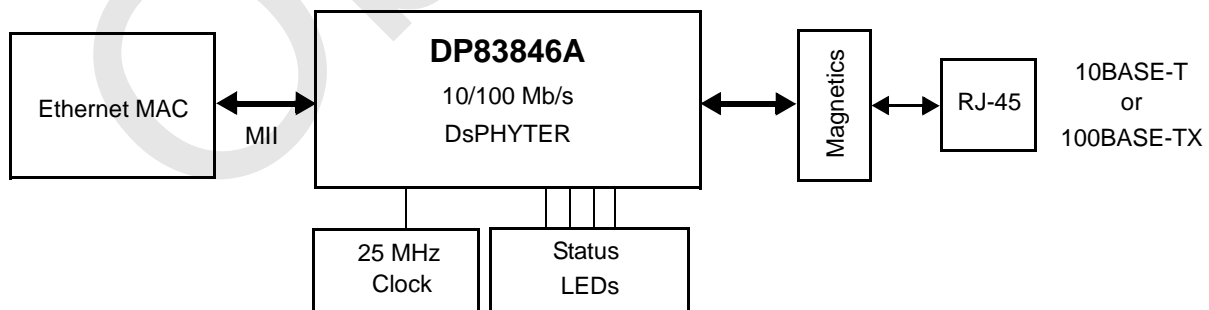 DP83846A
10/100 Mb/s
DsPHYTER
Ethernet MAC
MII
Magnetics
RJ-45
10BASE-T
or
100BASE-TX
25 MHz
Clock
Status
LEDs